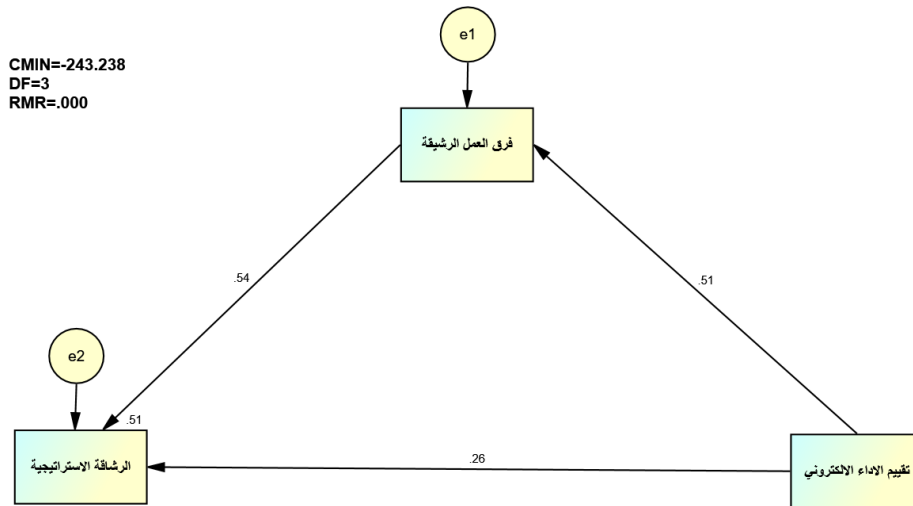 e1
CMIN=-243.238
DF=3
RMR=.000
فرق العمل الرشيقة
.54
.51
e2
.51
الرشاقة الاستراتيجية
.26
تقييم الاداء الالكتروني